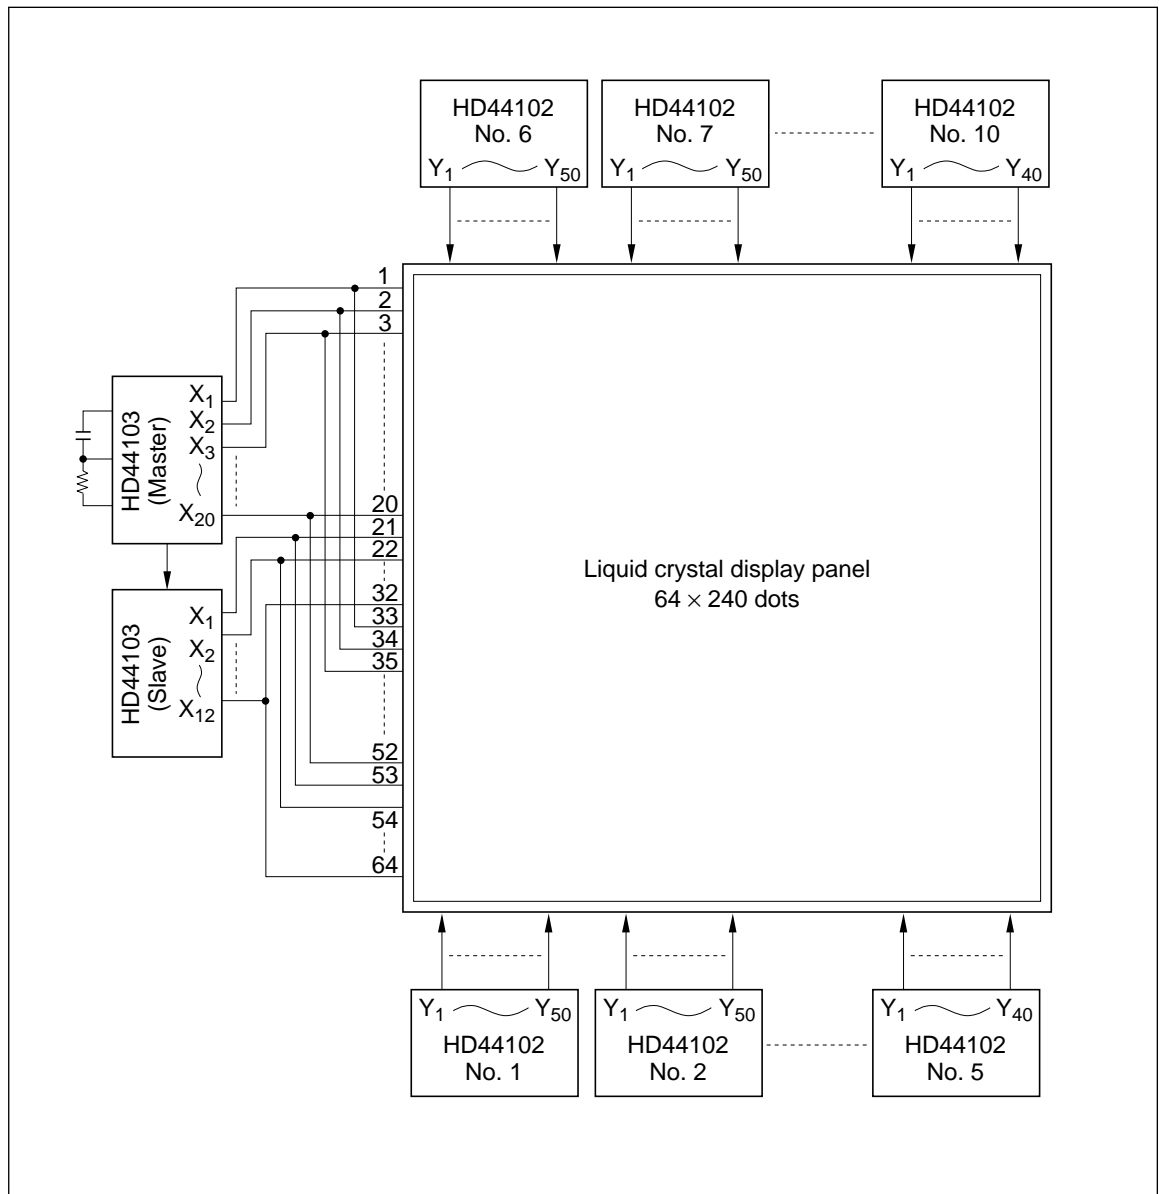 HD44102
No. 6
Y1 Y50
HD44102
No. 7
Y1 Y50
HD44102
No. 10
Y1 Y40
1
2
3
20
21
22
32
33
34
35
52
53
54
64
HD44103
(Master)
X1
X2
X3
X20
HD44103
(Slave)
X1
X2
X12
Liquid crystal display panel
64 × 240 dots
Y1 Y50
HD44102
No. 1
Y1 Y50
HD44102
No. 2
Y1 Y40
HD44102
No. 5